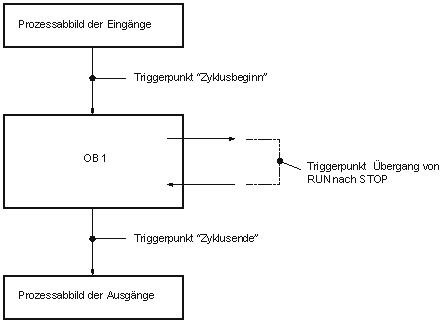 Prozessabbild der Eingänge
Triggerpunkt "Zyklusbeginn"
OB 1
Triggerpunkt Übergang von
RUN nach STOP
Triggerpunkt "Zyklusende"
Prozessabbild der Ausgänge